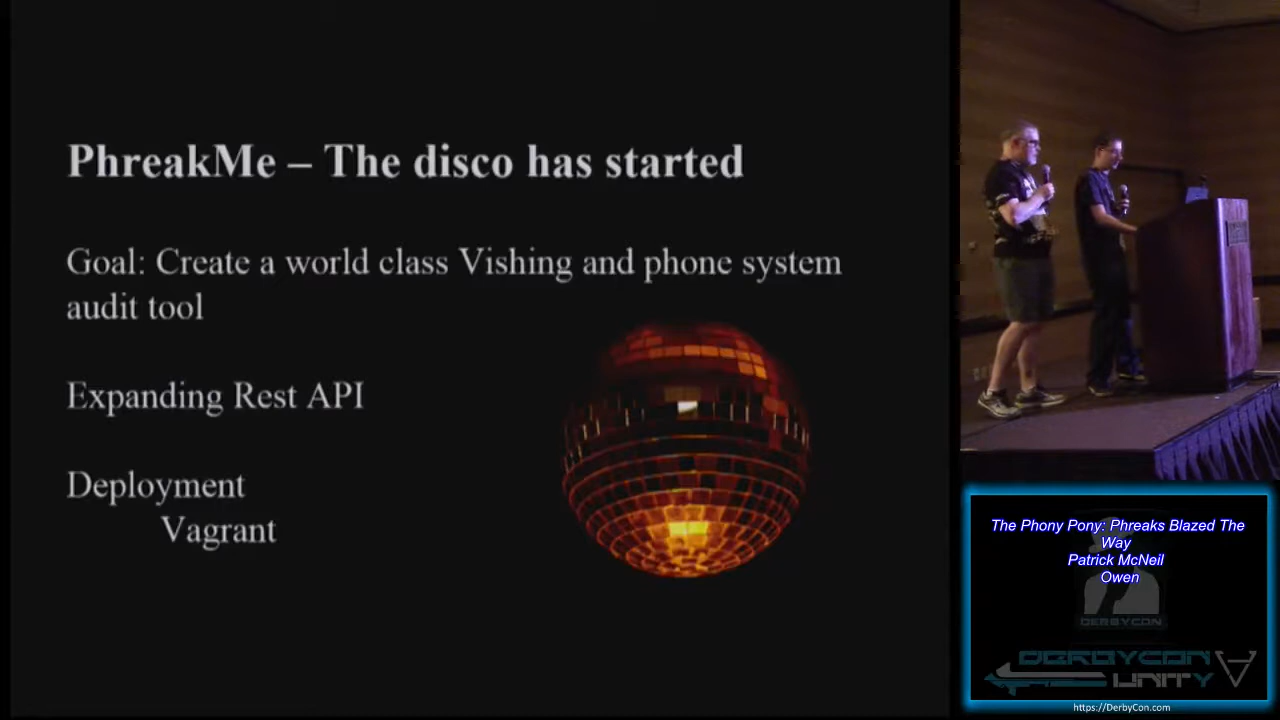 PhreakMe – The disco has started
Goal: Create a world class Vishing and phone system
audit tool
Expanding Rest API
Deployment
Vagrant
The Phony Pony: Phreaks Blazed The
Way
Patrick McNeil
Owen
DERBYCON
DERBYCON
UNITY
https://DerbyCon.com